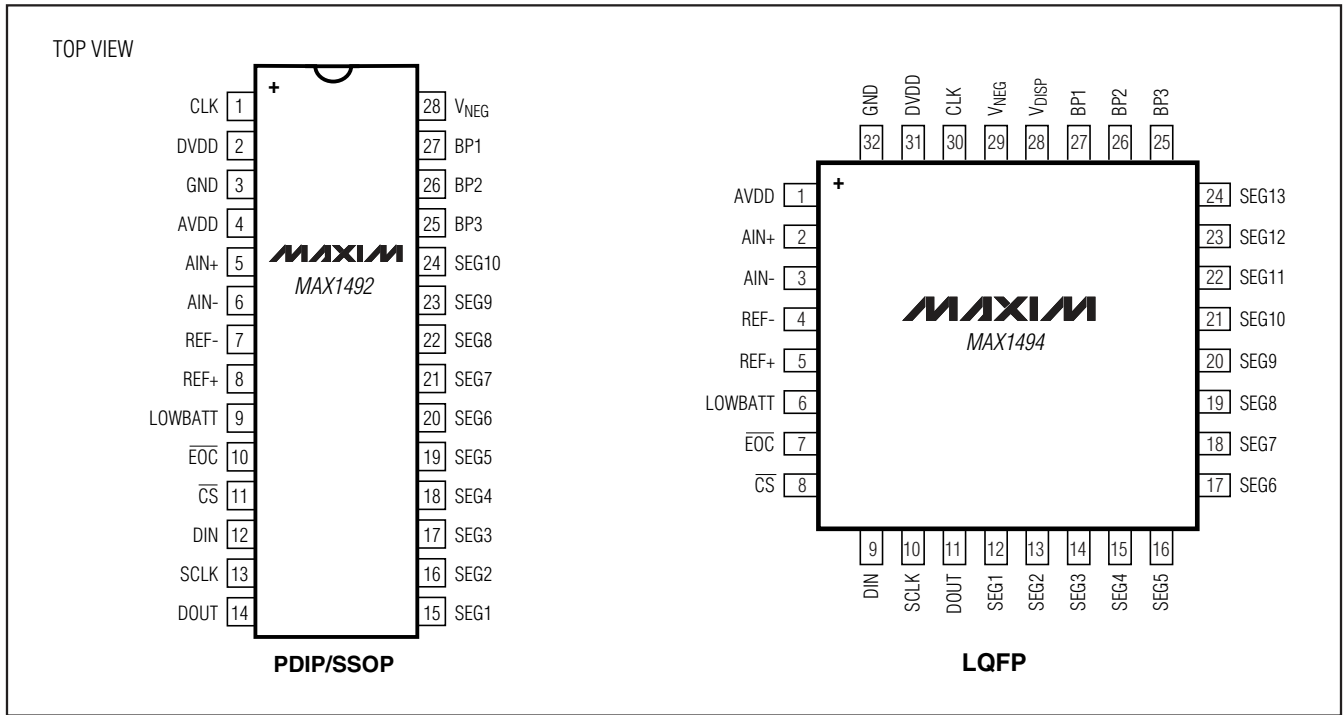 TOP VIEW
+
CLK 1
DVDD 2
GND 3
AVDD 4
AIN+ 5
AIN- 6
REF- 7
REF+ 8
LOWBATT 9
EOC 10
CS 11
DIN 12
SCLK 13
DOUT 14
MAXIM
MAX1492
28 VNEG
27 BP1
26 BP2
25 BP3
24 SEG10
23 SEG9
22 SEG8
21 SEG7
20 SEG6
19 SEG5
18 SEG4
17 SEG3
16 SEG2
15 SEG1
PDIP/SSOP
GND DVDD CLK VNEG VDISP BP1 BP2 BP3
32 31 30 29 28 27 26 25
+
AVDD 1
AIN+ 2
AIN- 3
REF- 4
REF+ 5
LOWBATT 6
EOC 7
CS 8
MAXIM
MAX1494
24 SEG13
23 SEG12
22 SEG11
21 SEG10
20 SEG9
19 SEG8
18 SEG7
17 SEG6
9 10 11 12 13 14 15 16
DIN SCLK DOUT SEG1 SEG2 SEG3 SEG4 SEG5
LQFP